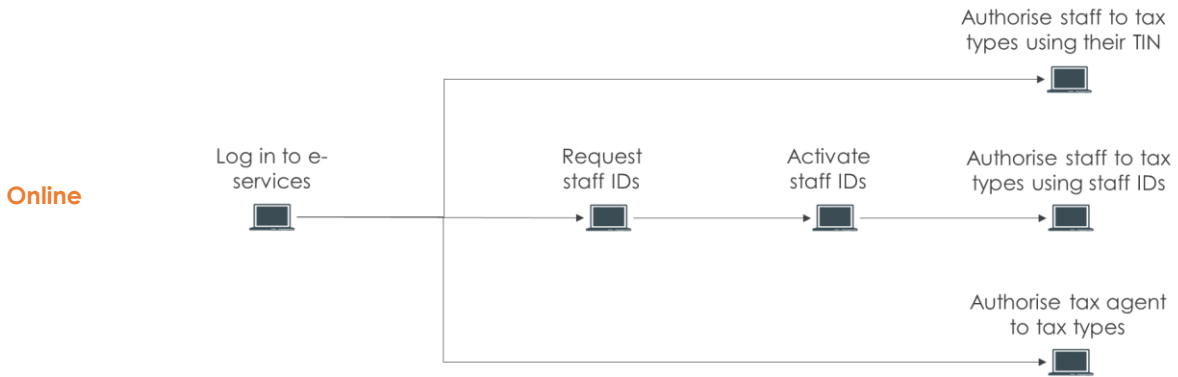 Authorise staff to tax
types using their TIN
Log in to e-
services
Request
staff IDs
Activate
staff IDs
Authorise staff to tax
types using staff IDs
Online
Authorise tax agent
to tax types